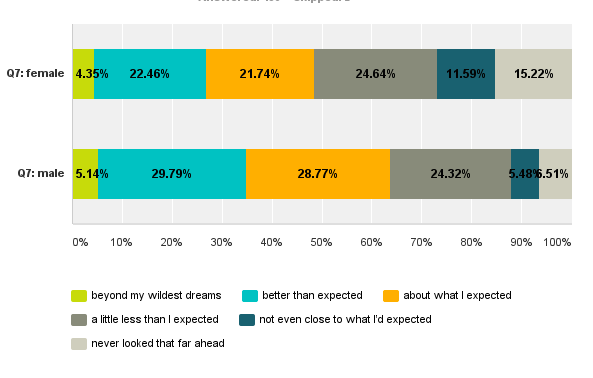 Q7: female 4.35% 22.46% 21.74% 24.64% 11.59% 15.22%
Q7: male 5.14% 29.79% 28.77% 24.32% 5.48% 6.51%
0% 10% 20% 30% 40% 50% 60% 70% 80% 90% 100%
beyond my wildest dreams better than expected about what I expected
a little less than I expected not even close to what I'd expected
never looked that far ahead